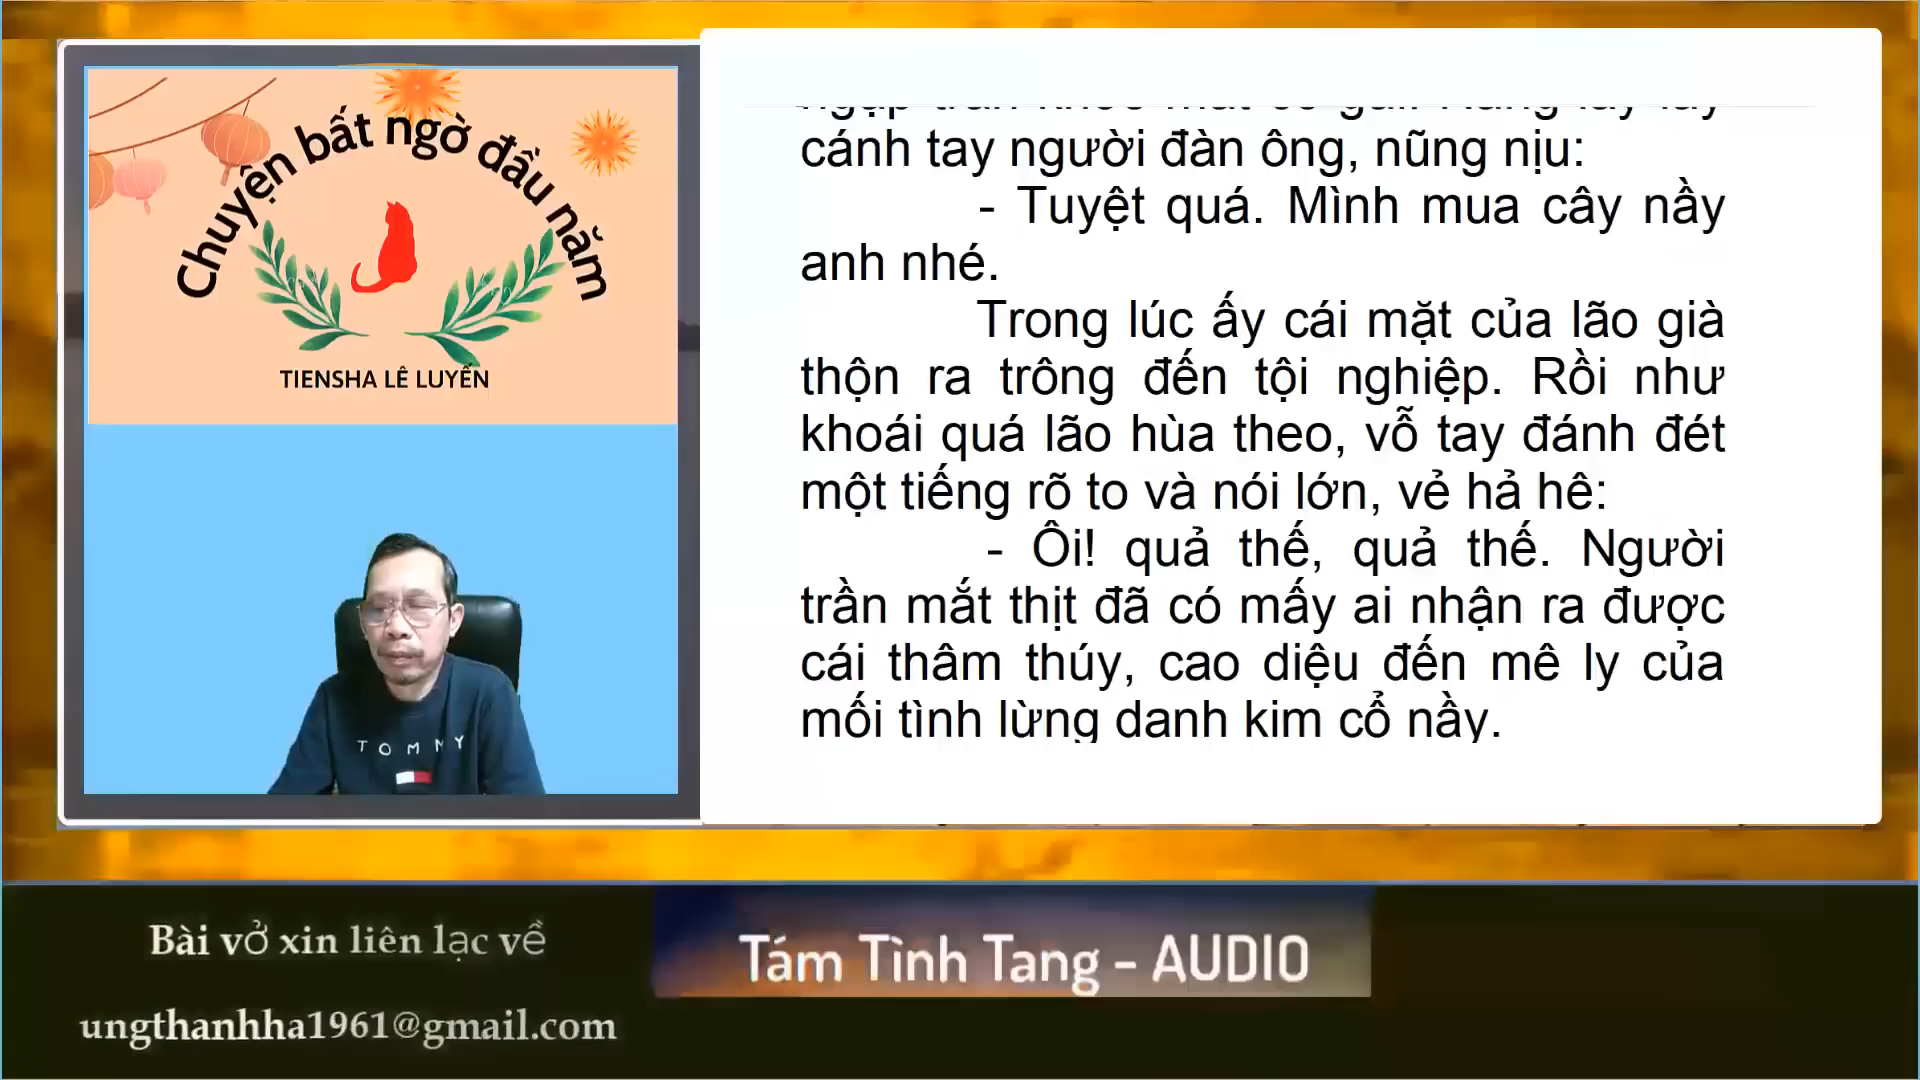 Chuyện bất ngờ đầu năm
TIENSHA LÊ LUYẾN
TOMMY
cánh tay người đàn ông, nũng nịu:
- Tuyệt quá. Mình mua cây nầy
anh nhé.
Trong lúc ấy cái mặt của lão già
thộn ra trông đến tội nghiệp. Rồi như
khoái quá lão hùa theo, vỗ tay đánh đét
một tiếng rõ to và nói lớn, vẻ hả hê:
- Ôi! quả thế, quả thế. Người
trần mắt thịt đã có mấy ai nhận ra được
cái thâm thúy, cao diệu đến mê ly của
mối tình lừng danh kim cổ nầy.
Bài vở xin liên lạc về
ungthanhha1961@gmail.com
Tám Tình Tang - AUDIO